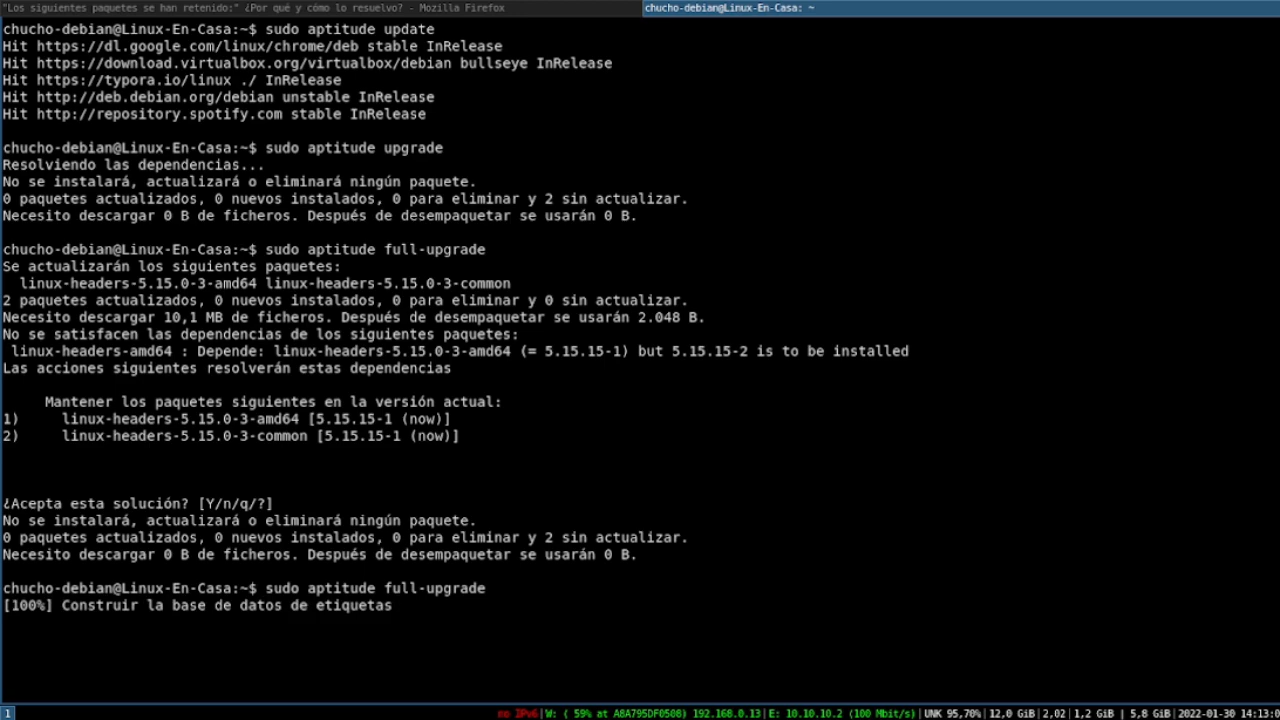 "Los siguientes paquetes se han retenido:" ¿Por qué y cómo lo resuelvo? - Mozilla Firefox
chucho-debian@Linux-En-Casa: ~
chucho-debian@Linux-En-Casa:~$ sudo aptitude update
Hit https://dl.google.com/linux/chrome/deb stable InRelease
Hit https://download.virtualbox.org/virtualbox/debian bullseye InRelease
Hit https://typora.io/linux ./ InRelease
Hit http://deb.debian.org/debian unstable InRelease
Hit http://repository.spotify.com stable InRelease
chucho-debian@Linux-En-Casa:~$ sudo aptitude upgrade
Resolviendo las dependencias...
No se instalará, actualizará o eliminará ningún paquete.
0 paquetes actualizados, 0 nuevos instalados, 0 para eliminar y 2 sin actualizar.
Necesito descargar 0 B de ficheros. Después de desempaquetar se usarán 0 B.
chucho-debian@Linux-En-Casa:~$ sudo aptitude full-upgrade
Se actualizarán los siguientes paquetes:
linux-headers-5.15.0-3-amd64 linux-headers-5.15.0-3-common
2 paquetes actualizados, 0 nuevos instalados, 0 para eliminar y 0 sin actualizar.
Necesito descargar 10,1 MB de ficheros. Después de desempaquetar se usarán 2.048 B.
No se satisfacen las dependencias de los siguientes paquetes:
linux-headers-amd64 : Depende: linux-headers-5.15.0-3-amd64 (= 5.15.15-1) but 5.15.15-2 is to be installed
Las acciones siguientes resolverán estas dependencias
Mantener los paquetes siguientes en la versión actual:
1) linux-headers-5.15.0-3-amd64 [5.15.15-1 (now)]
2) linux-headers-5.15.0-3-common [5.15.15-1 (now)]
¿Acepta esta solución? [Y/n/q/?]
No se instalará, actualizará o eliminará ningún paquete.
0 paquetes actualizados, 0 nuevos instalados, 0 para eliminar y 2 sin actualizar.
Necesito descargar 0 B de ficheros. Después de desempaquetar se usarán 0 B.
chucho-debian@Linux-En-Casa:~$ sudo aptitude full-upgrade
[100%] Construir la base de datos de etiquetas
1
no IPv6|W: ( 59% at A8A795DF0508) 192.168.0.13|E: 10.10.10.2 (100 Mbit/s)|UNK 95,70%|12,0 GiB|2,02|1,2 GiB | 5,8 GiB|2022-01-30 14:13:0